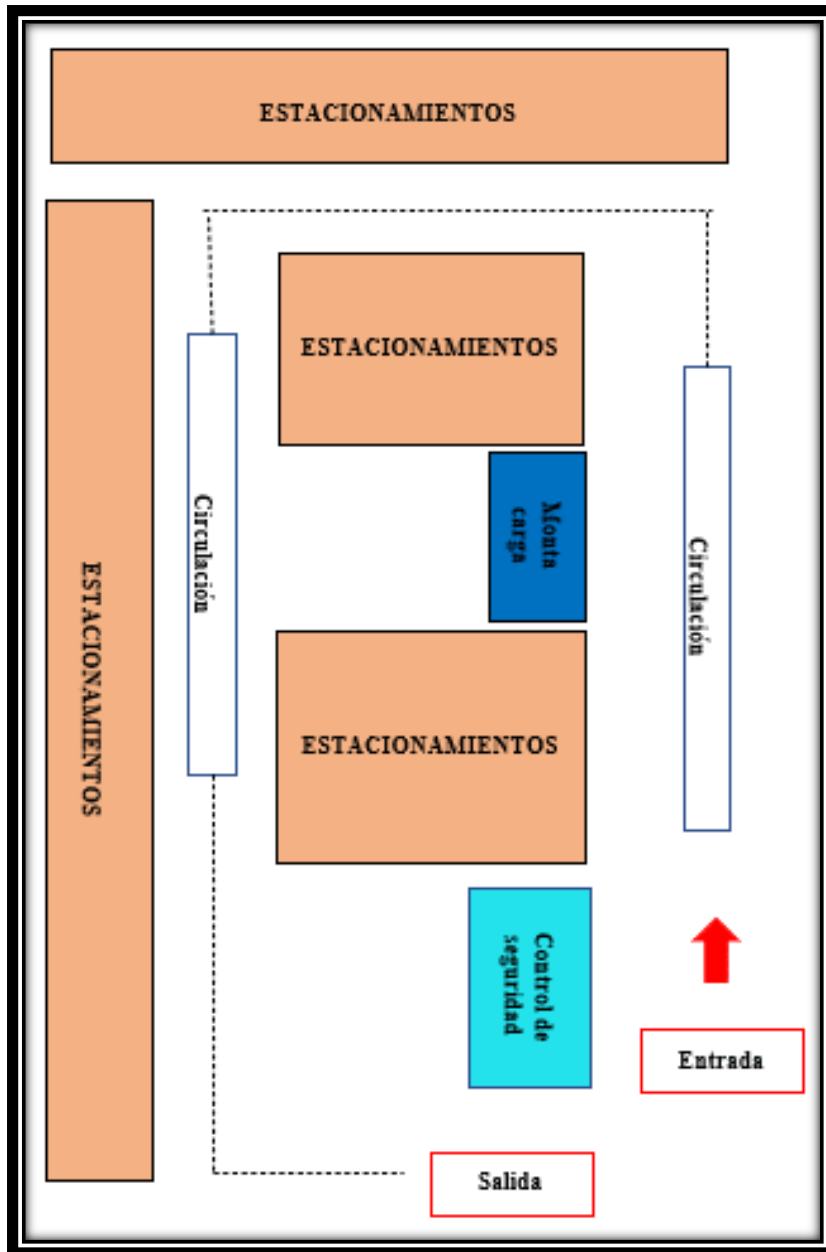 ESTACIONAMIENTOS
ESTACIONAMIENTOS
Monta
carga
Circulación
Circulación
ESTACIONAMIENTOS
ESTACIONAMIENTOS
Control de
seguridad
Entrada
Salida